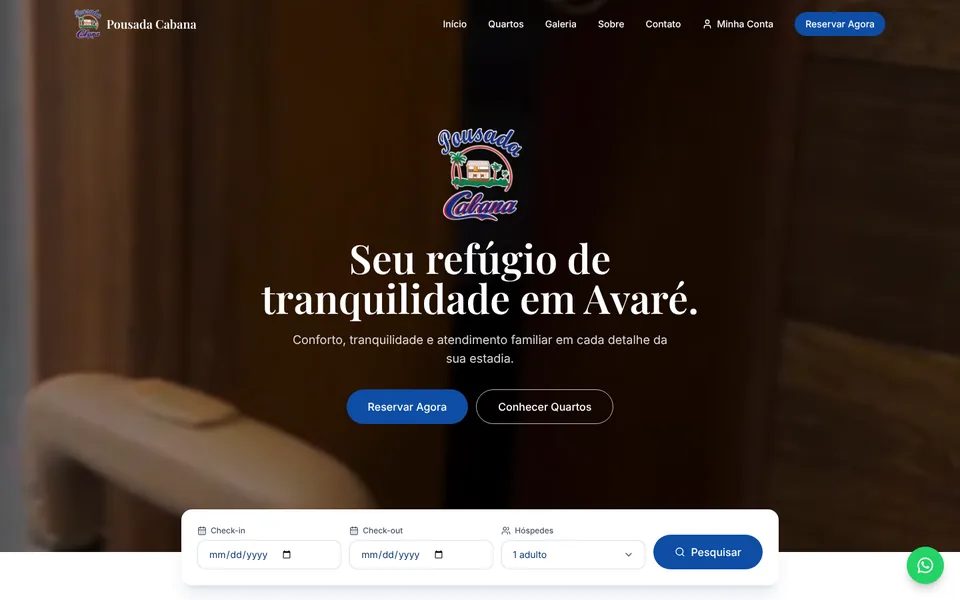 Pousada Cabana
Início
Quartos
Galeria
Sobre
Contato
Minha Conta
Reservar Agora
Pousada
Cabana
Seu refúgio de
tranquilidade em Avaré.
Conforto, tranquilidade e atendimento familiar em cada detalhe da
sua estadia.
Reservar Agora
Conhecer Quartos
Check-in
Check-out
Hóspedes
mm/dd/yyyy
mm/dd/yyyy
1 adulto
Pesquisar